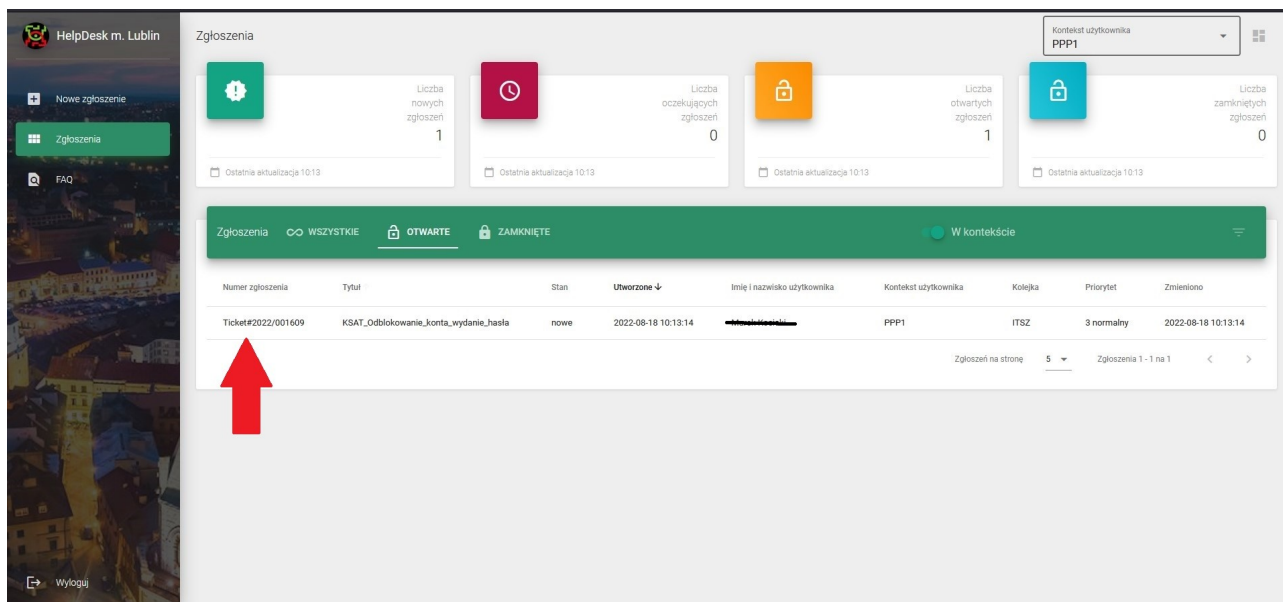 HelpDesk m. Lublin
Nowe zgłoszenie
Zgłoszenia
FAQ
Wyloguj
Zgłoszenia
Kontekst użytkownika
PPP1
Liczba
nowych
zgłoszeń
1
Ostatnia aktualizacja 10:13
Liczba
oczekujących
zgłoszeń
0
Ostatnia aktualizacja 10:13
Liczba
otwartych
zgłoszeń
1
Ostatnia aktualizacja 10:13
Liczba
zamkniętych
zgłoszeń
0
Ostatnia aktualizacja 10:13
Zgłoszenia WSZYSTKIE OTWARTE ZAMKNIĘTE W kontekście
Numer zgłoszenia Tytuł Stan Utworzone Imię i nazwisko użytkownika Kontekst użytkownika Kolejka Priorytet Zmieniono
Ticket#2022/001609 KSAT_Odblokowanie_konta_wydanie_hasła nowe 2022-08-18 10:13:14 PPP1 ITSZ 3 normalny 2022-08-18 10:13:14
Zgłoszeń na stronę 5 Zgłoszenia 1 - 1 na 1